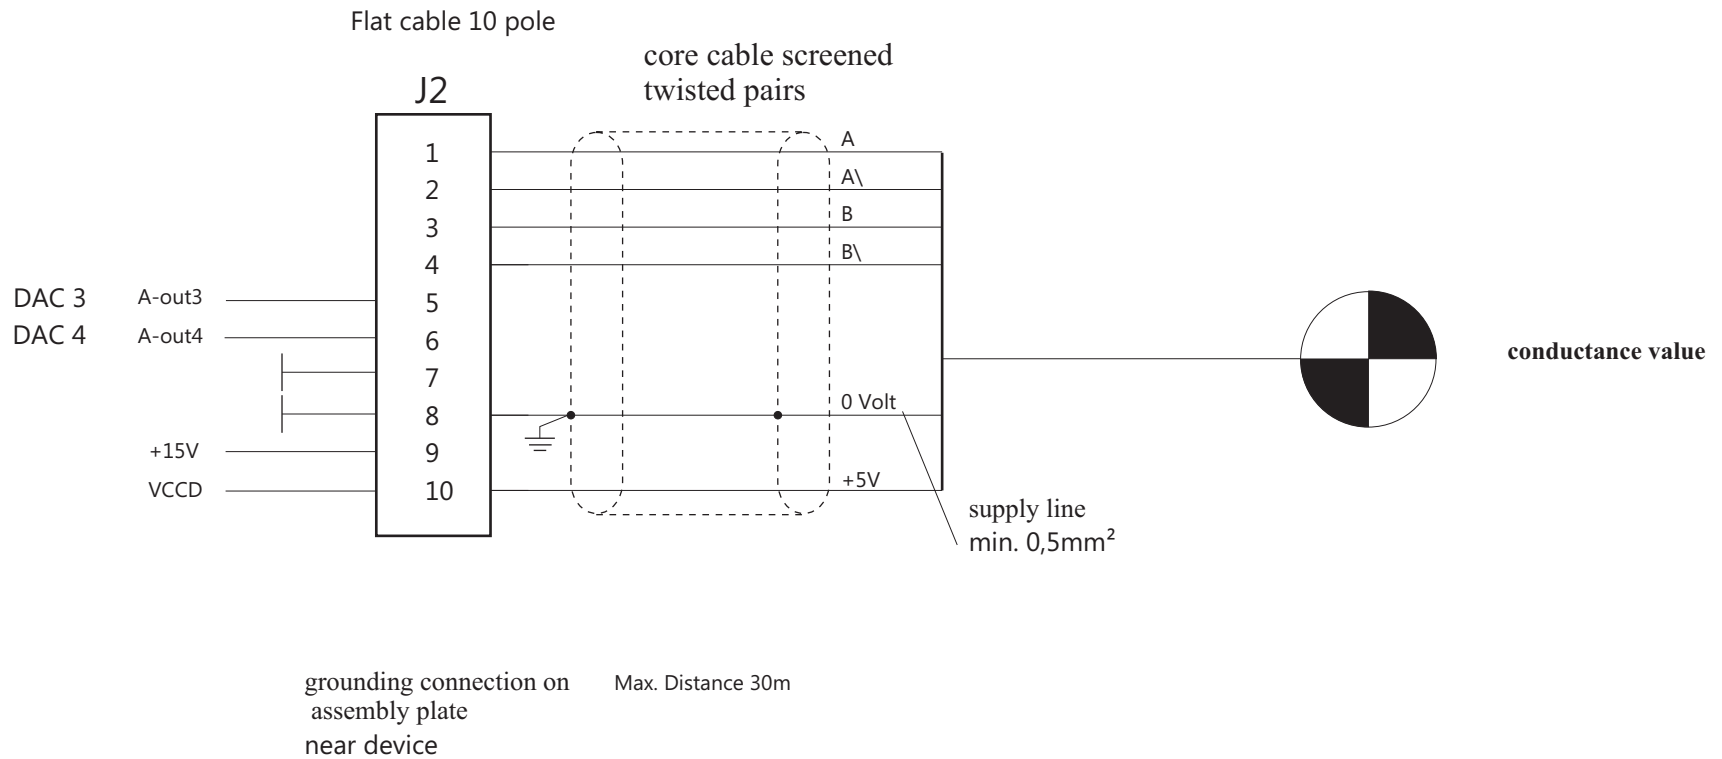 Flat cable 10 pole
core cable screened
twisted pairs
J2
1
2
3
4
5
6
7
8
9
10
A
A\
B
B\
DAC 3
A-out3
DAC 4
A-out4
+15V
VCCD
0 Volt
+5V
supply line
min. 0,5mm²
conductance value
grounding connection on
assembly plate
near device
Max. Distance 30m